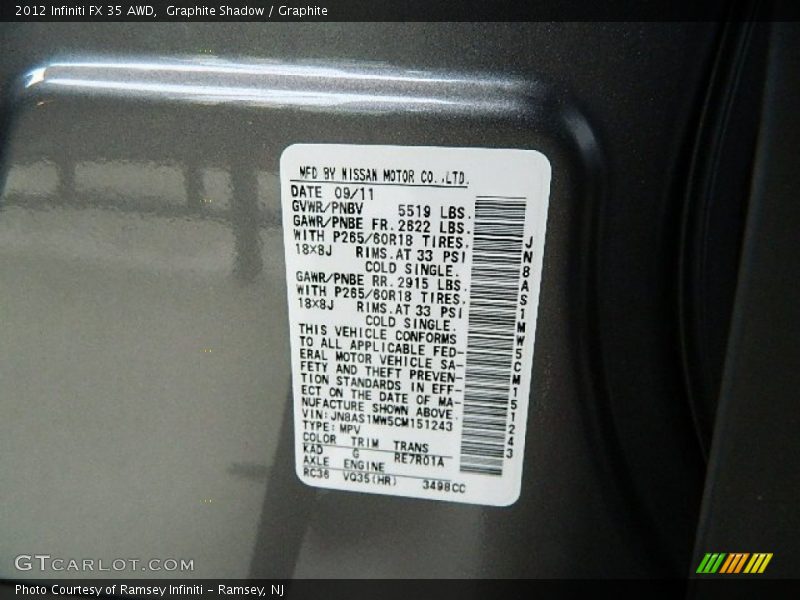 2012 Infiniti FX 35 AWD,  Graphite Shadow / Graphite
MFD BY NISSAN MOTOR CO.,LTD.
DATE 09/11
GVWR/PNBV 5519 LBS.
GAWR/PNBE FR.2622 LBS.
WITH P265/60R18 TIRES,
18×8J RIMS.AT 33 PSI
COLD SINGLE.
GAWR/PNBE RR.2915 LBS.
WITH P265/60R18 TIRES,
18×8J RIMS.AT 33 PSI
COLD SINGLE.
THIS VEHICLE CONFORMS
TO ALL APPLICABLE FED-
ERAL MOTOR VEHICLE SA-
FETY AND THEFT PREVEN-
TION STANDARDS IN EFF-
ECT ON THE DATE OF MA-
NUFACTURE SHOWN ABOVE.
VIN:JN8AS1MW5CM151243
TYPE:MPV
COLOR TRIM TRANS
KAD G RE7R01A
AXLE ENGINE
RC36 VQ35(HR) 3498CC
JN8AS1MW5CM151243
GTCARLOT.COM
Photo Courtesy of Ramsey Infiniti - Ramsey, NJ